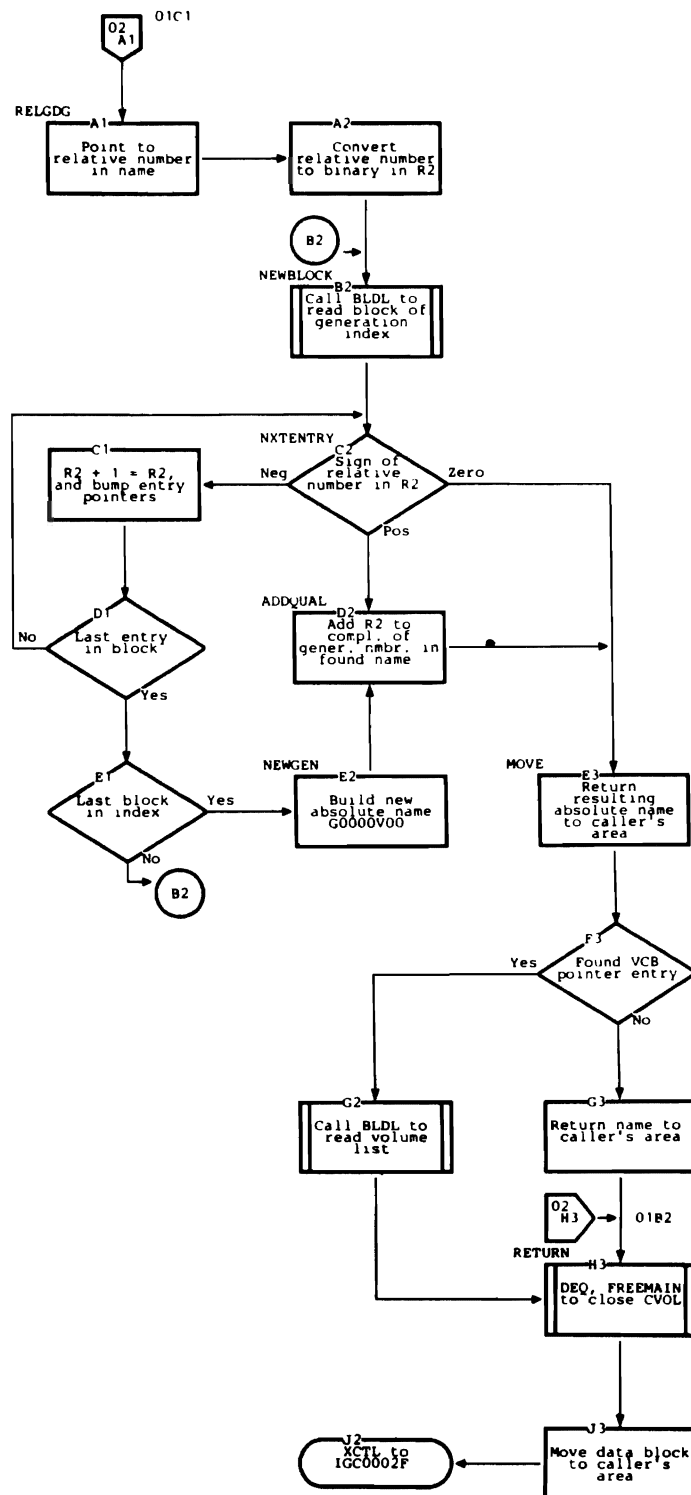 02
A1
01C1
RELGDG
A1
Point to
relative number
in name
A2
Convert
relative number
to binary in R2
B2
NEWBLOCK
B2
Call BLDL to
read block of
generation
index
NXTENTRY
C2
Sign of
relative
number in R2
Neg
Zero
Pos
C1
R2 + 1 = R2,
and bump entry
pointers
D1
Last entry
in block
No
Yes
ADDQUAL
D2
Add R2 to
compl. of
gener. nmbr. in
found name
E1
Last block
in index
Yes
No
B2
NEWGEN
E2
Build new
absolute name
G0000V00
MOVE
E3
Return
resulting
absolute name
to caller's
area
F3
Found VCB
pointer entry
Yes
No
G2
Call BLDL to
read volume
list
G3
Return name to
caller's area
02
H3
01B2
RETURN
H3
DEQ, FREEMAIN
to close CVOL
J2
XCTL to
IGC0002F
J3
Move data block
to caller's
area